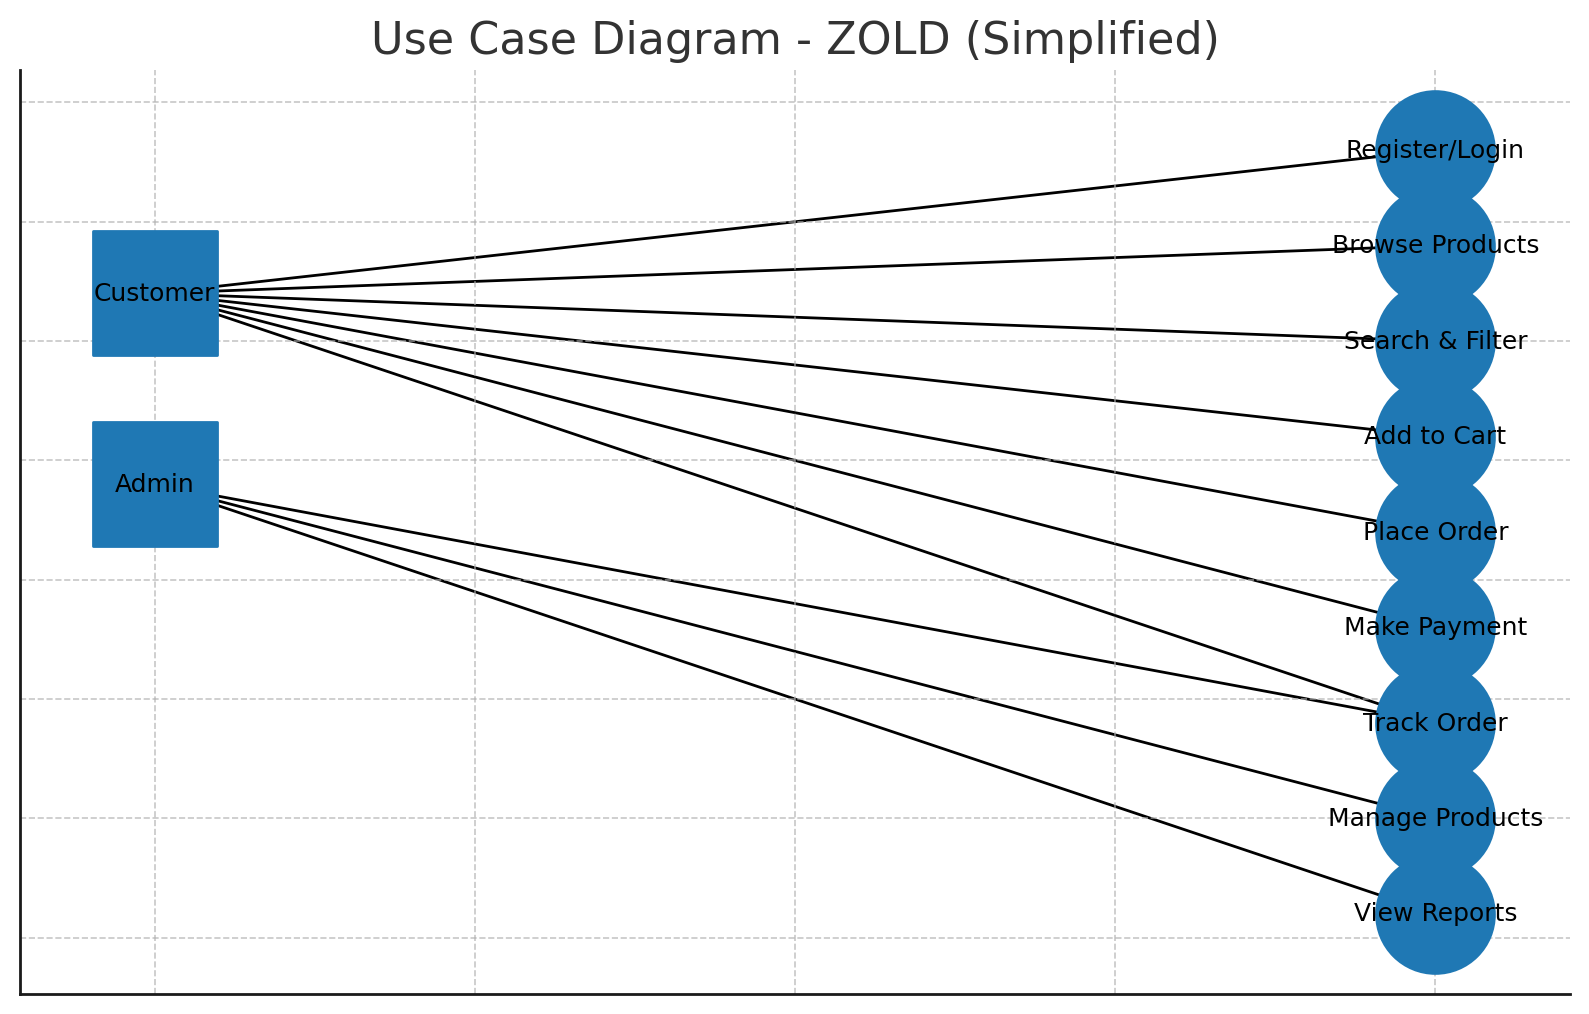 Use Case Diagram - ZOLD (Simplified)
Register/Login
Browse Products
Customer
Search & Filter
Add to Cart
Admin
Place Order
Make Payment
Track Order
Manage Products
View Reports